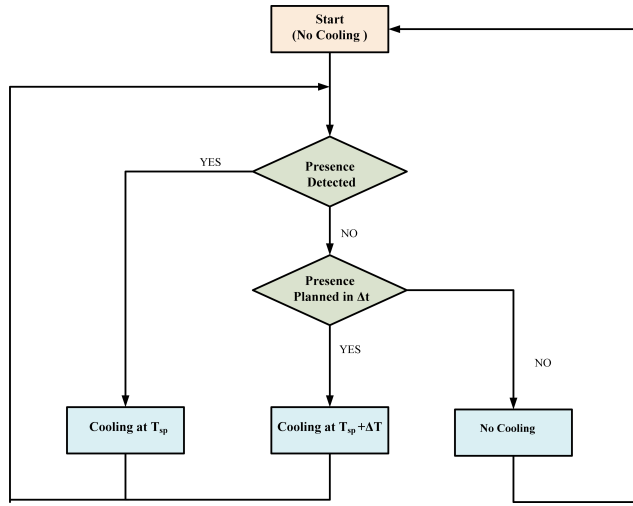 Start
(No Cooling )
YES
Presence
Detected
NO
Presence
Planned in Δt
YES
NO
Cooling at Tsp
Cooling at Tsp +ΔT
No Cooling